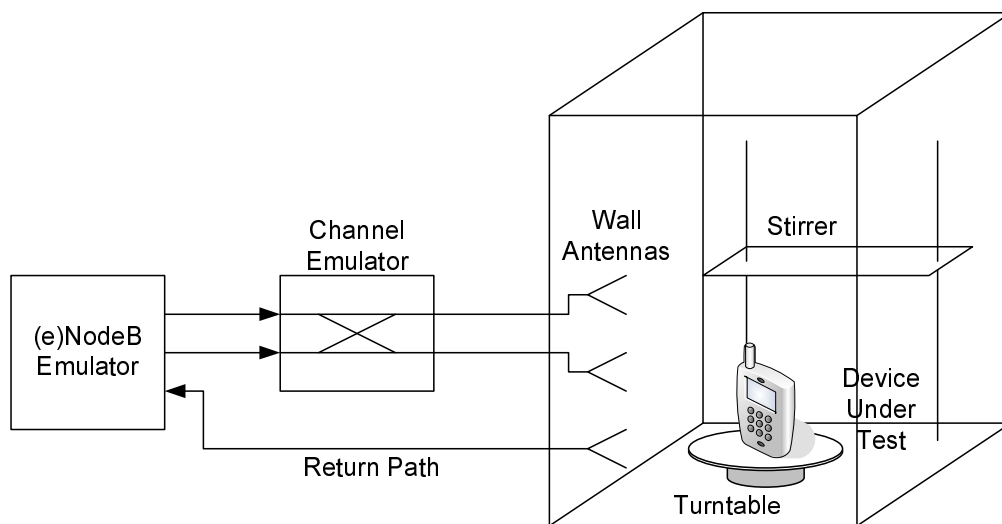 Channel
Emulator
Wall
Antennas
Stirrer
(e)NodeB
Emulator
Device
Under
Test
Return Path
Turntable